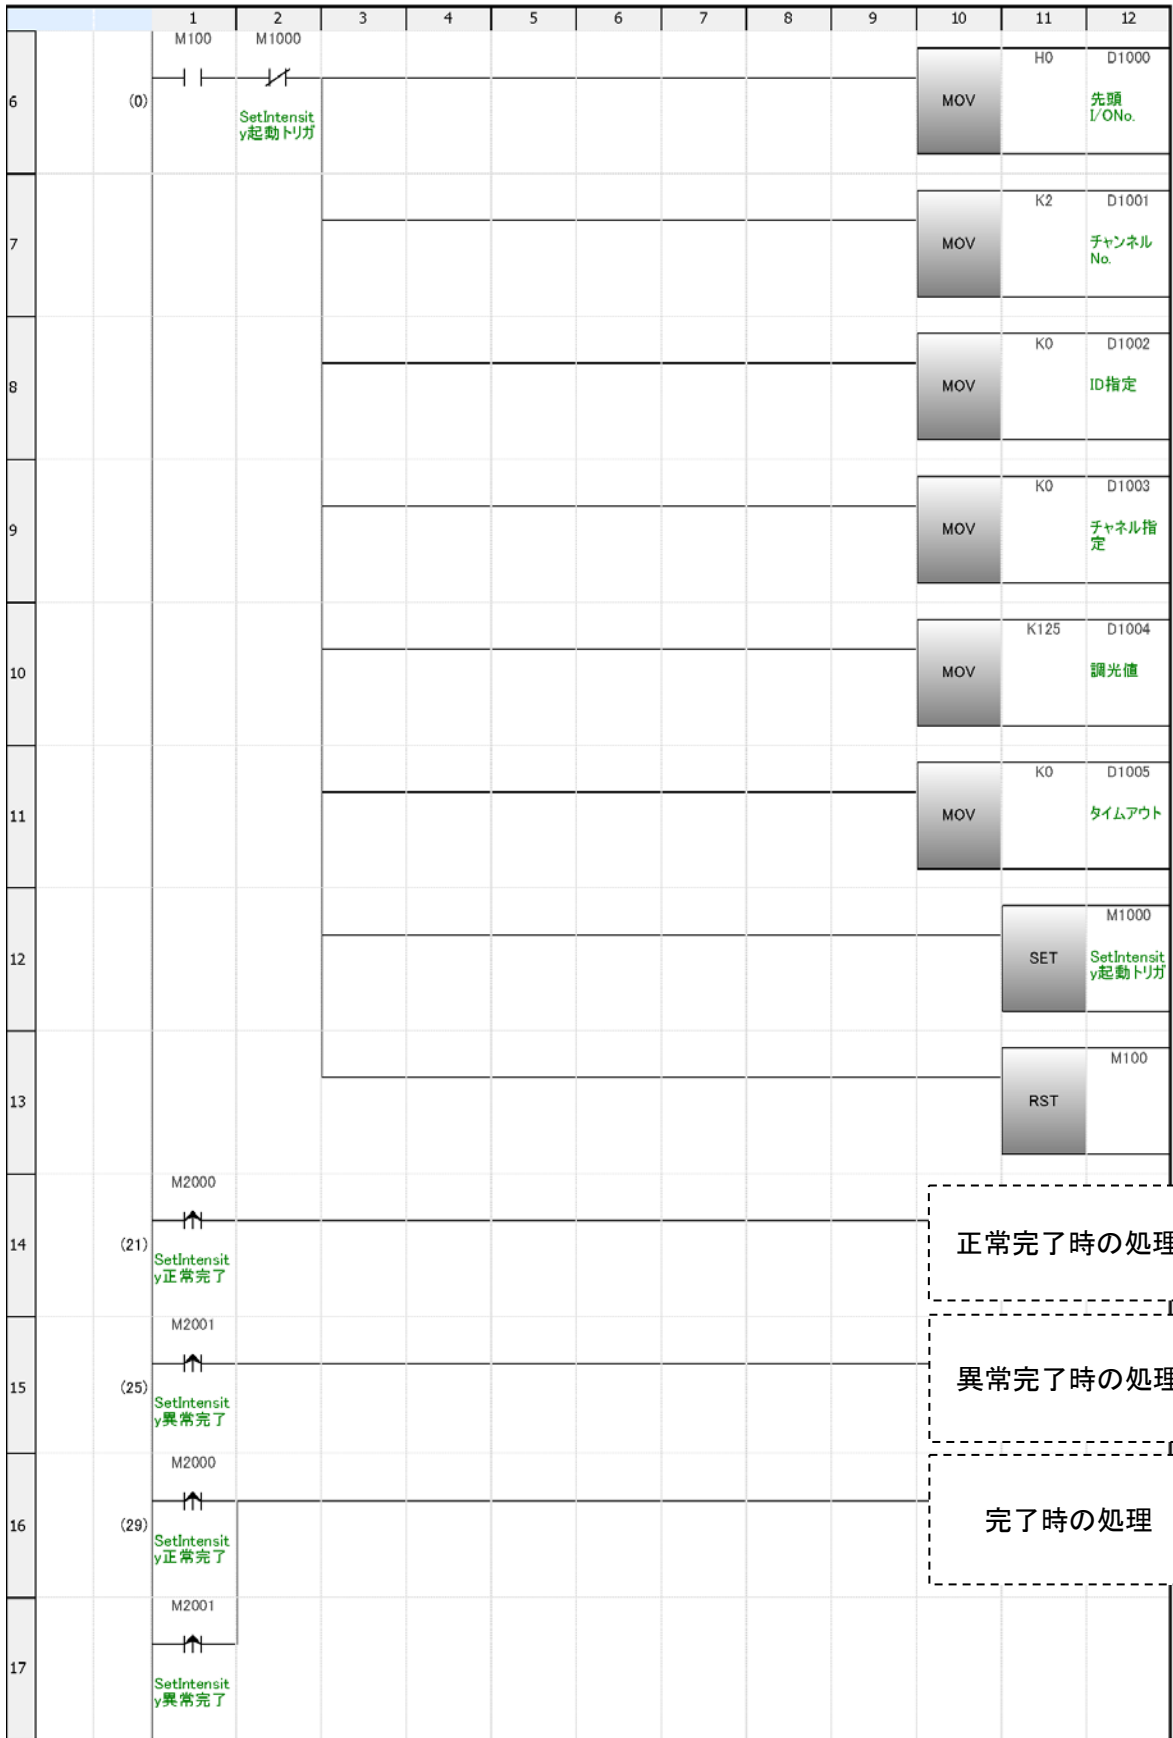 1 2 3 4 5 6 7 8 9 10 11 12
M100 M1000
H0 D1000
6 (0) MOV
SetIntensit
y起動トリガ
先頭
I/ONo.
K2 D1001
7 MOV
チャンネル
No.
K0 D1002
8 MOV ID指定
K0 D1003
9 MOV
チャネル指
定
K125 D1004
10 MOV 調光値
K0 D1005
11 MOV タイムアウト
M1000
12 SET
SetIntensit
y起動トリガ
M100
13 RST
M2000
14 (21) 正常完了時の処理
SetIntensit
y正常完了
M2001
15 (25) 異常完了時の処理
SetIntensit
y異常完了
M2000
16 (29) 完了時の処理
SetIntensit
y正常完了
M2001
17
SetIntensit
y異常完了